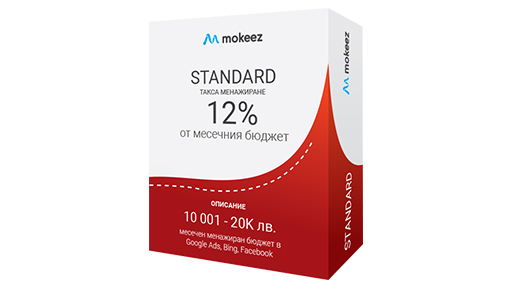 mokeez
STANDARD
ТАКСА МЕНАЖИРАНЕ
12%
от месечния бюджет
ОПИСАНИЕ
10 001 - 20K лв.
месечен менажиран бюджет в
Google Ads, Bing, Facebook
mokeez
STANDARD